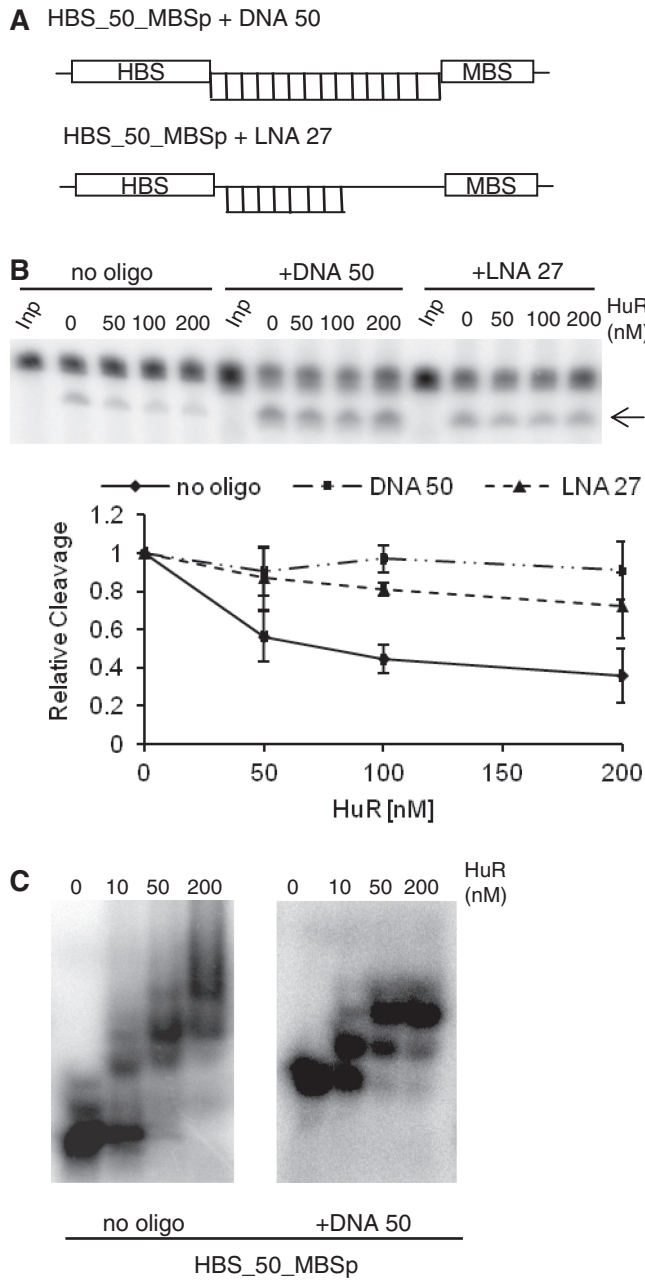 A HBS_50_MBSp + DNA 50
HBS MBS
HBS_50_MBSp + LNA 27
HBS MBS
B no oligo +DNA 50 +LNA 27
Inp 0 50 100 200 Inp 0 50 100 200 Inp 0 50 100 200 HuR
(nM)
no oligo DNA 50 LNA 27
1.2
1
0.8
0.6
0.4
0.2
0
Relative Cleavage
0 50 100 150 200
HuR [nM]
C 0 10 50 200 0 10 50 200 HuR
(nM)
no oligo +DNA 50
HBS_50_MBSp